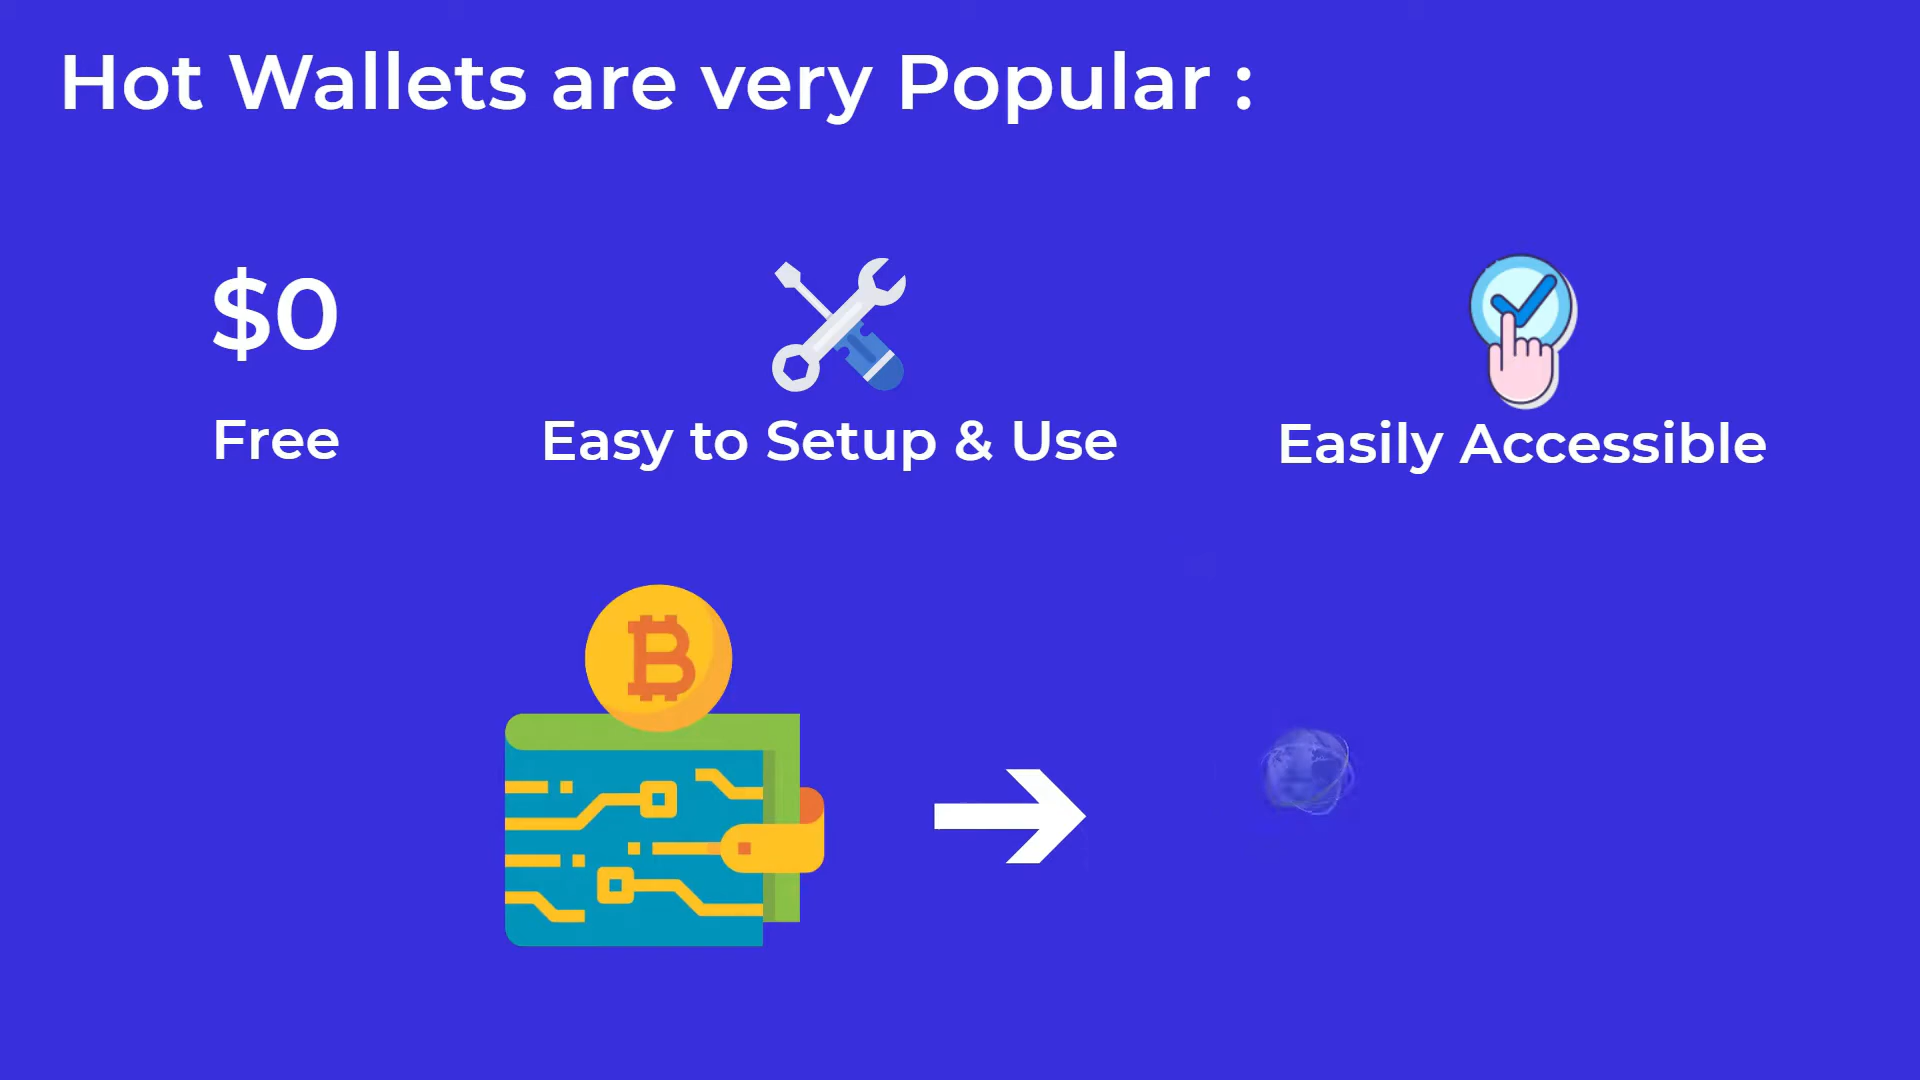 Hot Wallets are very Popular :
$0
Free
Easy to Setup & Use
Easily Accessible